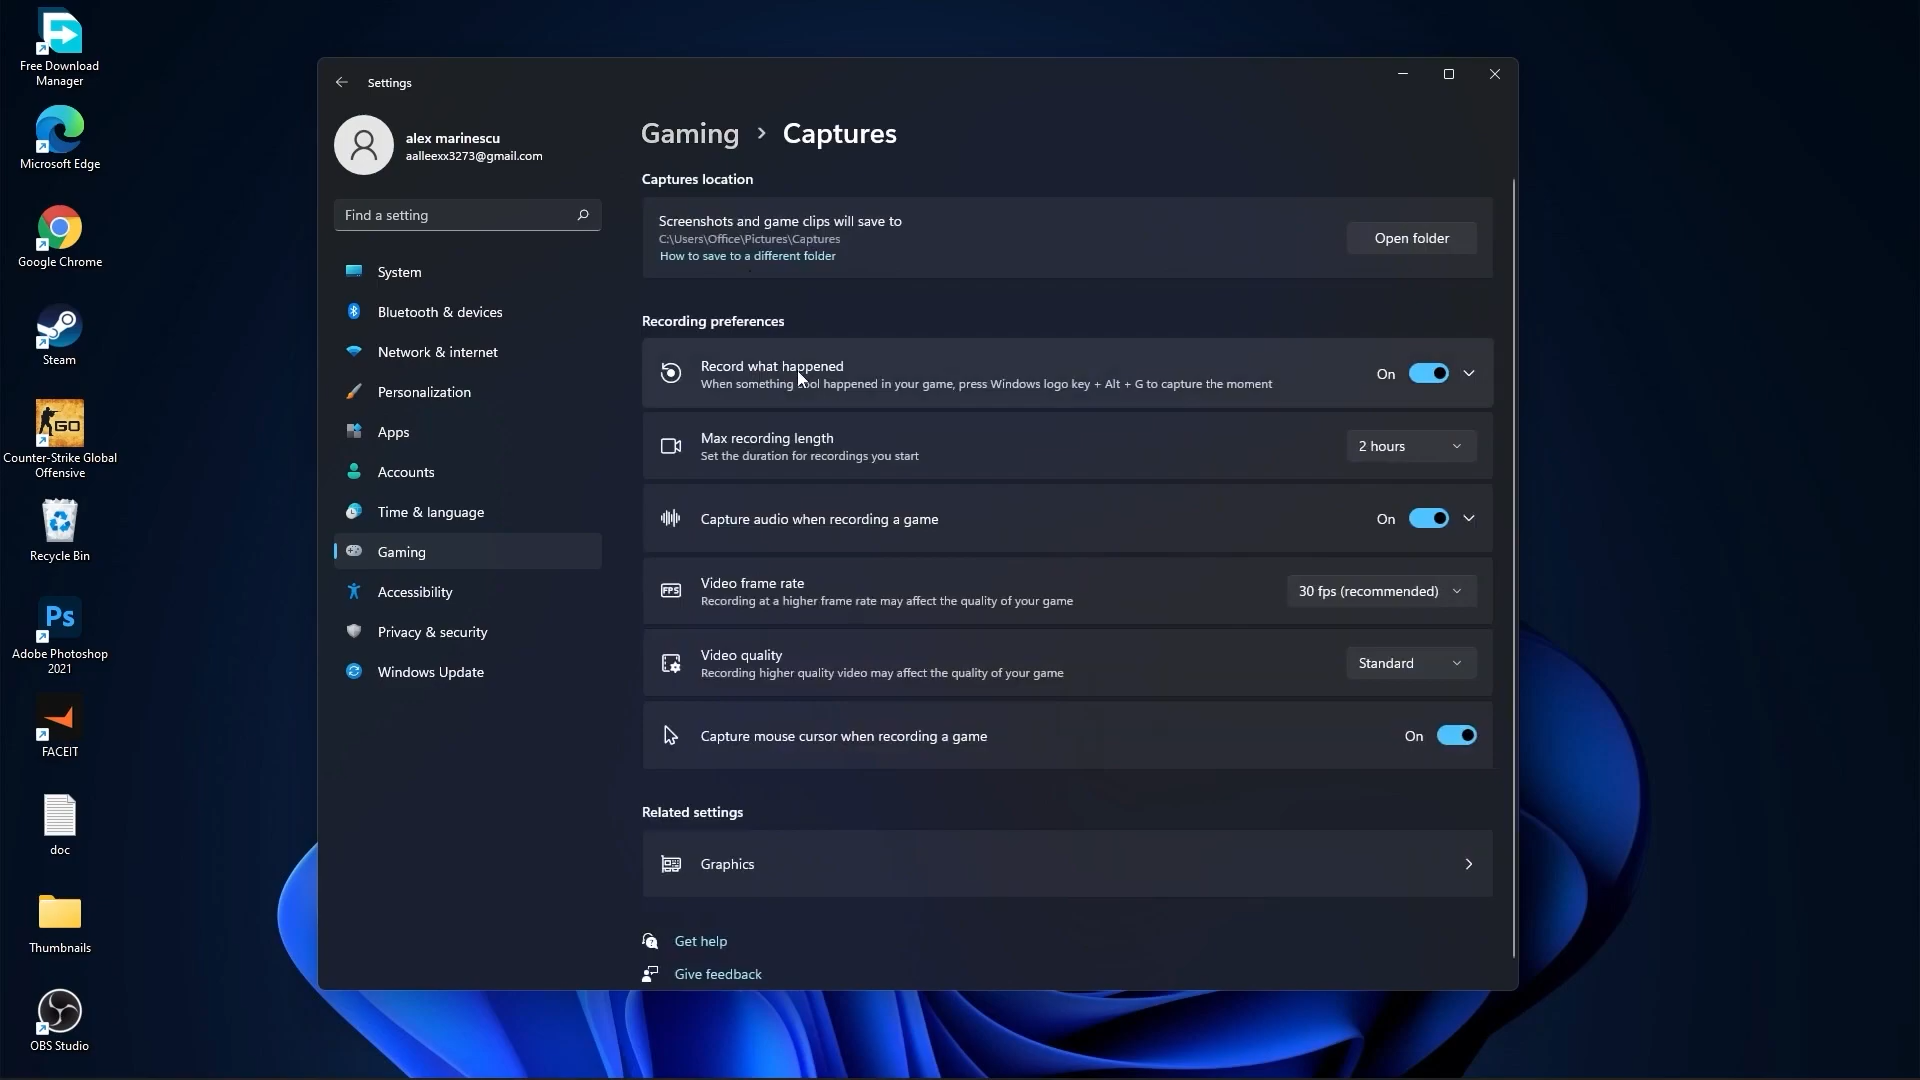 Free Download
Manager
Microsoft Edge
Google Chrome
Steam
GO
Counter-Strike Global
Offensive
Recycle Bin
Ps
Adobe Photoshop
2021
FACEIT
doc
Thumbnails
OBS Studio
Settings
alex marinescu
aalleexx3273@gmail.com
Find a setting
System
Bluetooth & devices
Network & internet
Personalization
Apps
Accounts
Time & language
Gaming
Accessibility
Privacy & security
Windows Update
Gaming › Captures
Captures location
Screenshots and game clips will save to
C:\Users\Office\Pictures\Captures
How to save to a different folder
Open folder
Recording preferences
Record what happened
When something cool happened in your game, press Windows logo key + Alt + G to capture the moment
On
Max recording length
Set the duration for recordings you start
2 hours
Capture audio when recording a game
On
FPS
Video frame rate
Recording at a higher frame rate may affect the quality of your game
30 fps (recommended)
Video quality
Recording higher quality video may affect the quality of your game
Standard
Capture mouse cursor when recording a game
On
Related settings
Graphics
Get help
Give feedback